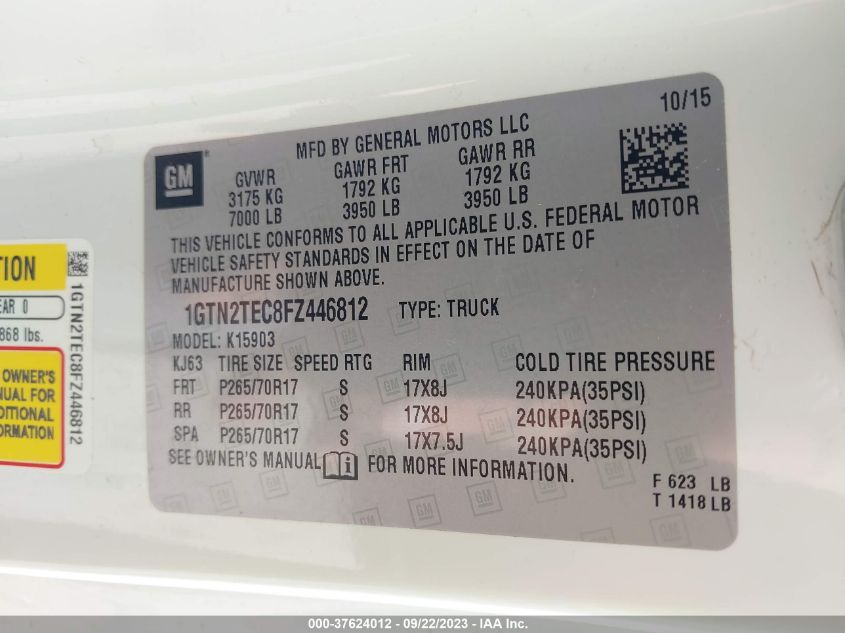 10/15
MFD BY GENERAL MOTORS LLC
GM
GVWR GAWR FRT GAWR RR
3175 KG 1792 KG 1792 KG
7000 LB 3950 LB 3950 LB
THIS VEHICLE CONFORMS TO ALL APPLICABLE U.S. FEDERAL MOTOR
VEHICLE SAFETY STANDARDS IN EFFECT ON THE DATE OF
MANUFACTURE SHOWN ABOVE.
1GTN2TEC8FZ446812 TYPE: TRUCK
MODEL: K15903
KJ63 TIRE SIZE SPEED RTG RIM COLD TIRE PRESSURE
FRT P265/70R17 S 17X8J 240KPA(35PSI)
RR P265/70R17 S 17X8J 240KPA(35PSI)
SPA P265/70R17 S 17X7.5J 240KPA(35PSI)
SEE OWNER'S MANUAL FOR MORE INFORMATION.
F 623 LB
T 1418 LB
TION
EAR 0
868 lbs.
OWNER'S
NUAL FOR
DITIONAL
ORMATION
1GTN2TEC8FZ446812
000-37624012 - 09/22/2023 - IAA Inc.